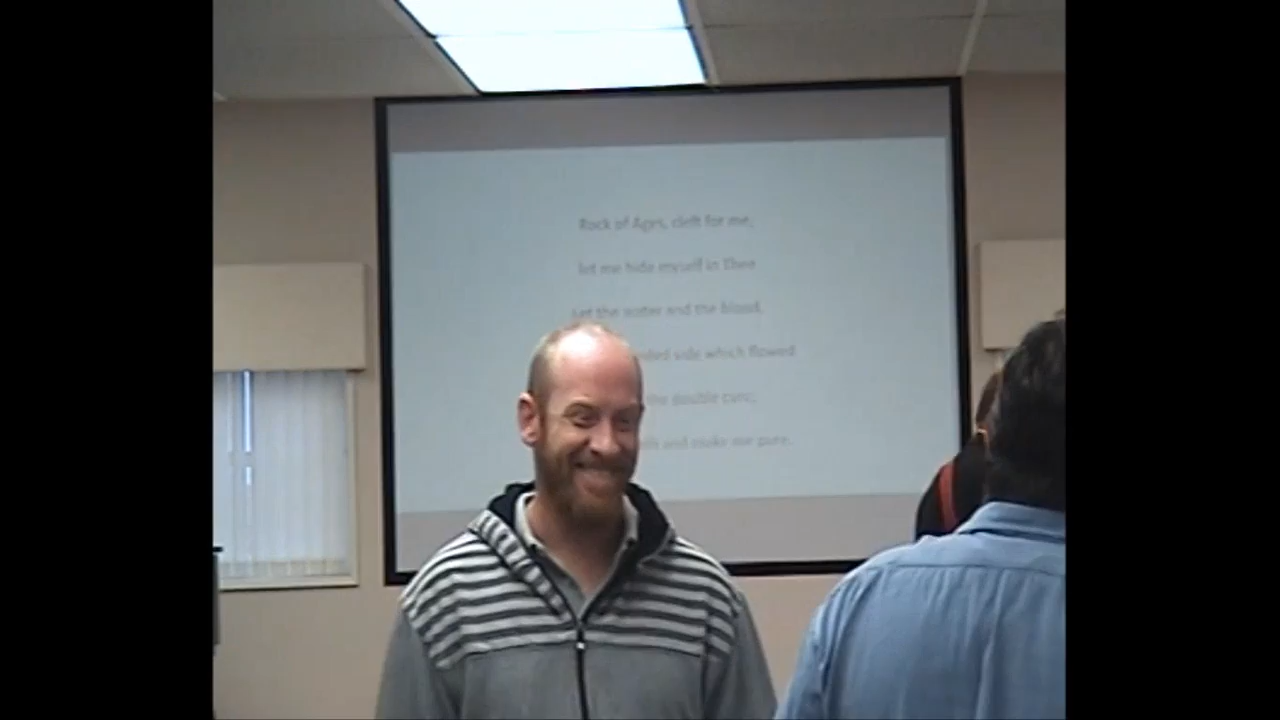 Rock of Ages, cleft for me,
let me hide myself in Thee
Let the water and the blood,
side which flowed
the double cure,
and make me pure.